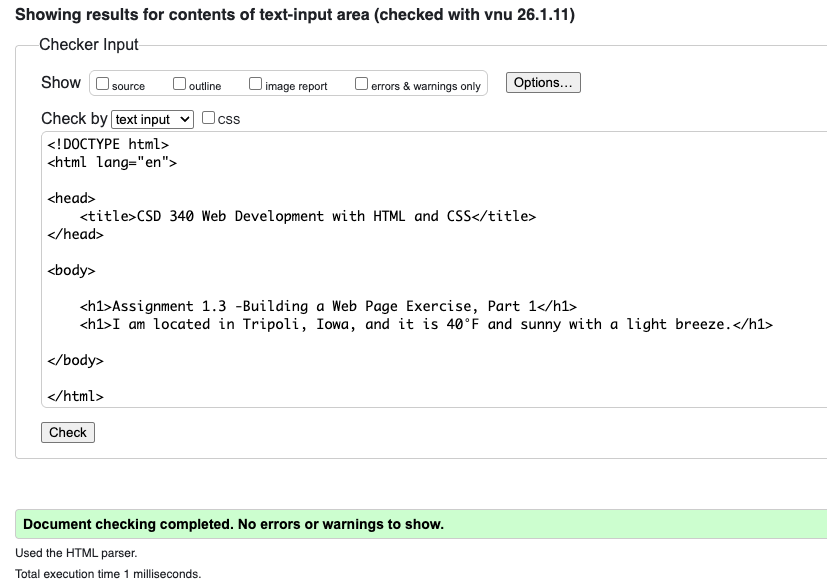 Showing results for contents of text-input area (checked with vnu 26.1.11)
Checker Input
Show source outline image report errors & warnings only Options...
Check by text input css
<!DOCTYPE html>
<html lang="en">
<head>
<title>CSD 340 Web Development with HTML and CSS</title>
</head>
<body>
<h1>Assignment 1.3 -Building a Web Page Exercise, Part 1</h1>
<h1>I am located in Tripoli, Iowa, and it is 40°F and sunny with a light breeze.</h1>
</body>
</html>
Check
Document checking completed. No errors or warnings to show.
Used the HTML parser.
Total execution time 1 milliseconds.